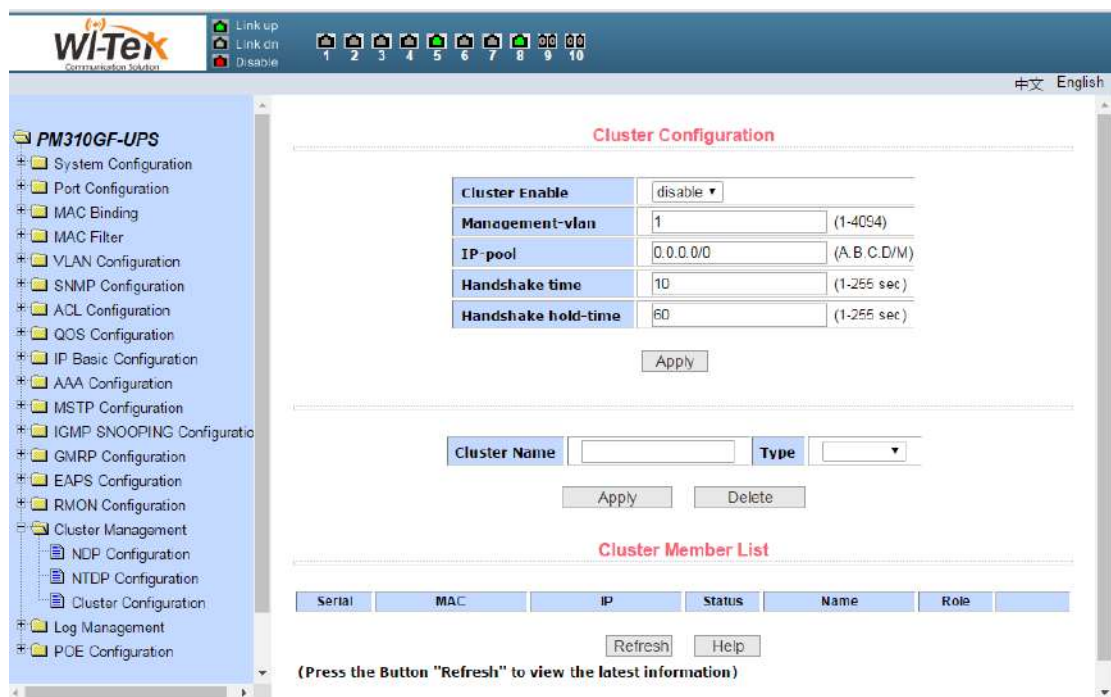 Wi-Tek
Communication Solution
Link up
Link dn
Disable
1 2 3 4 5 6 7 8 9 10
中文 English
PM310GF-UPS
System Configuration
Port Configuration
MAC Binding
MAC Filter
VLAN Configuration
SNMP Configuration
ACL Configuration
QOS Configuration
IP Basic Configuration
AAA Configuration
MSTP Configuration
IGMP SNOOPING Configuratio
GMRP Configuration
EAPS Configuration
RMON Configuration
Cluster Management
NDP Configuration
NTDP Configuration
Cluster Configuration
Log Management
POE Configuration
Cluster Configuration
Cluster Enable disable
Management-vlan 1 (1-4094)
IP-pool 0.0.0.0/0 (A.B.C.D/M)
Handshake time 10 (1-255 sec)
Handshake hold-time 60 (1-255 sec)
Apply
Cluster Name Type
Apply Delete
Cluster Member List
Serial MAC IP Status Name Role
Refresh Help
(Press the Button "Refresh" to view the latest information)